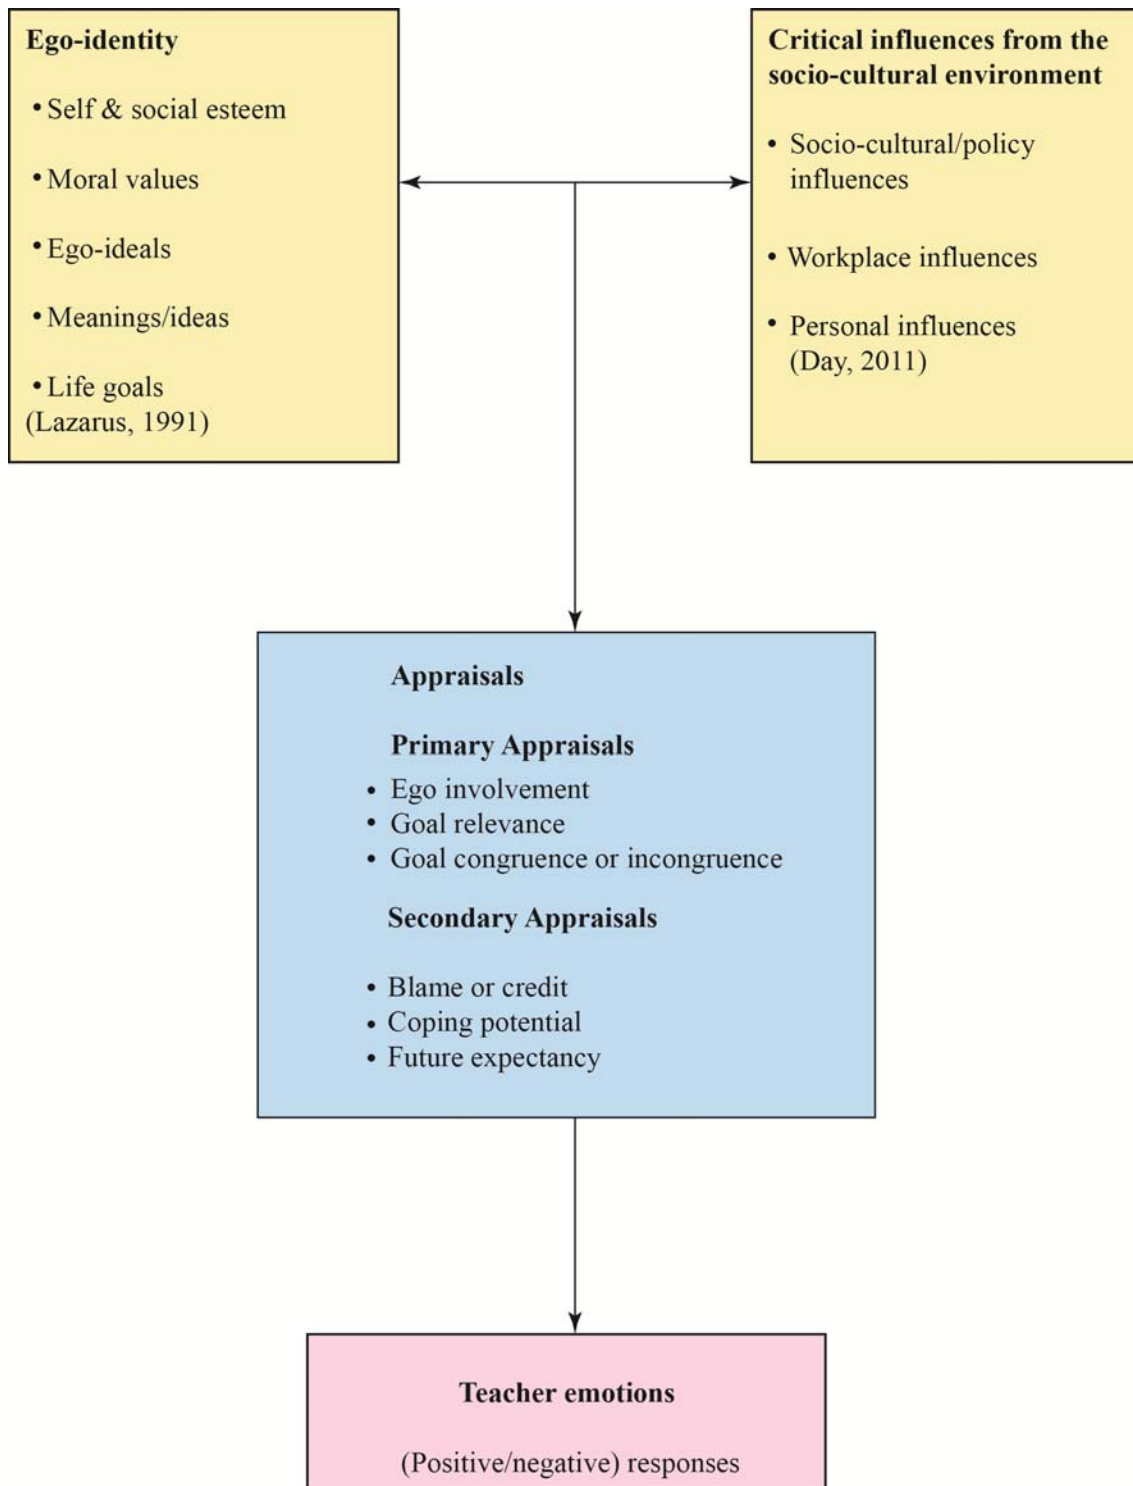 Ego-identity
• Self & social esteem
• Moral values
• Ego-ideals
• Meanings/ideas
• Life goals
(Lazarus, 1991)
Critical influences from the
socio-cultural environment
• Socio-cultural/policy
influences
• Workplace influences
• Personal influences
(Day, 2011)
Appraisals
Primary Appraisals
• Ego involvement
• Goal relevance
• Goal congruence or incongruence
Secondary Appraisals
• Blame or credit
• Coping potential
• Future expectancy
Teacher emotions
(Positive/negative) responses